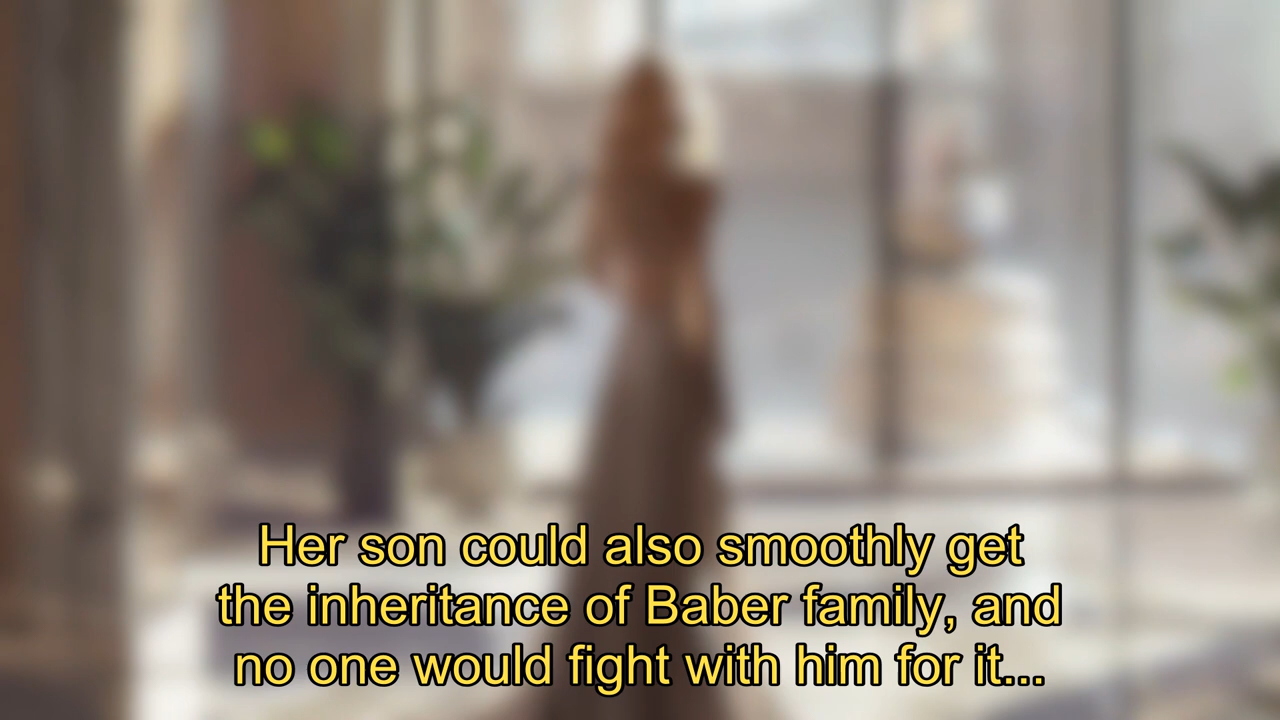 Her son could also smoothly get
the inheritance of Baber family, and
no one would fight with him for it...